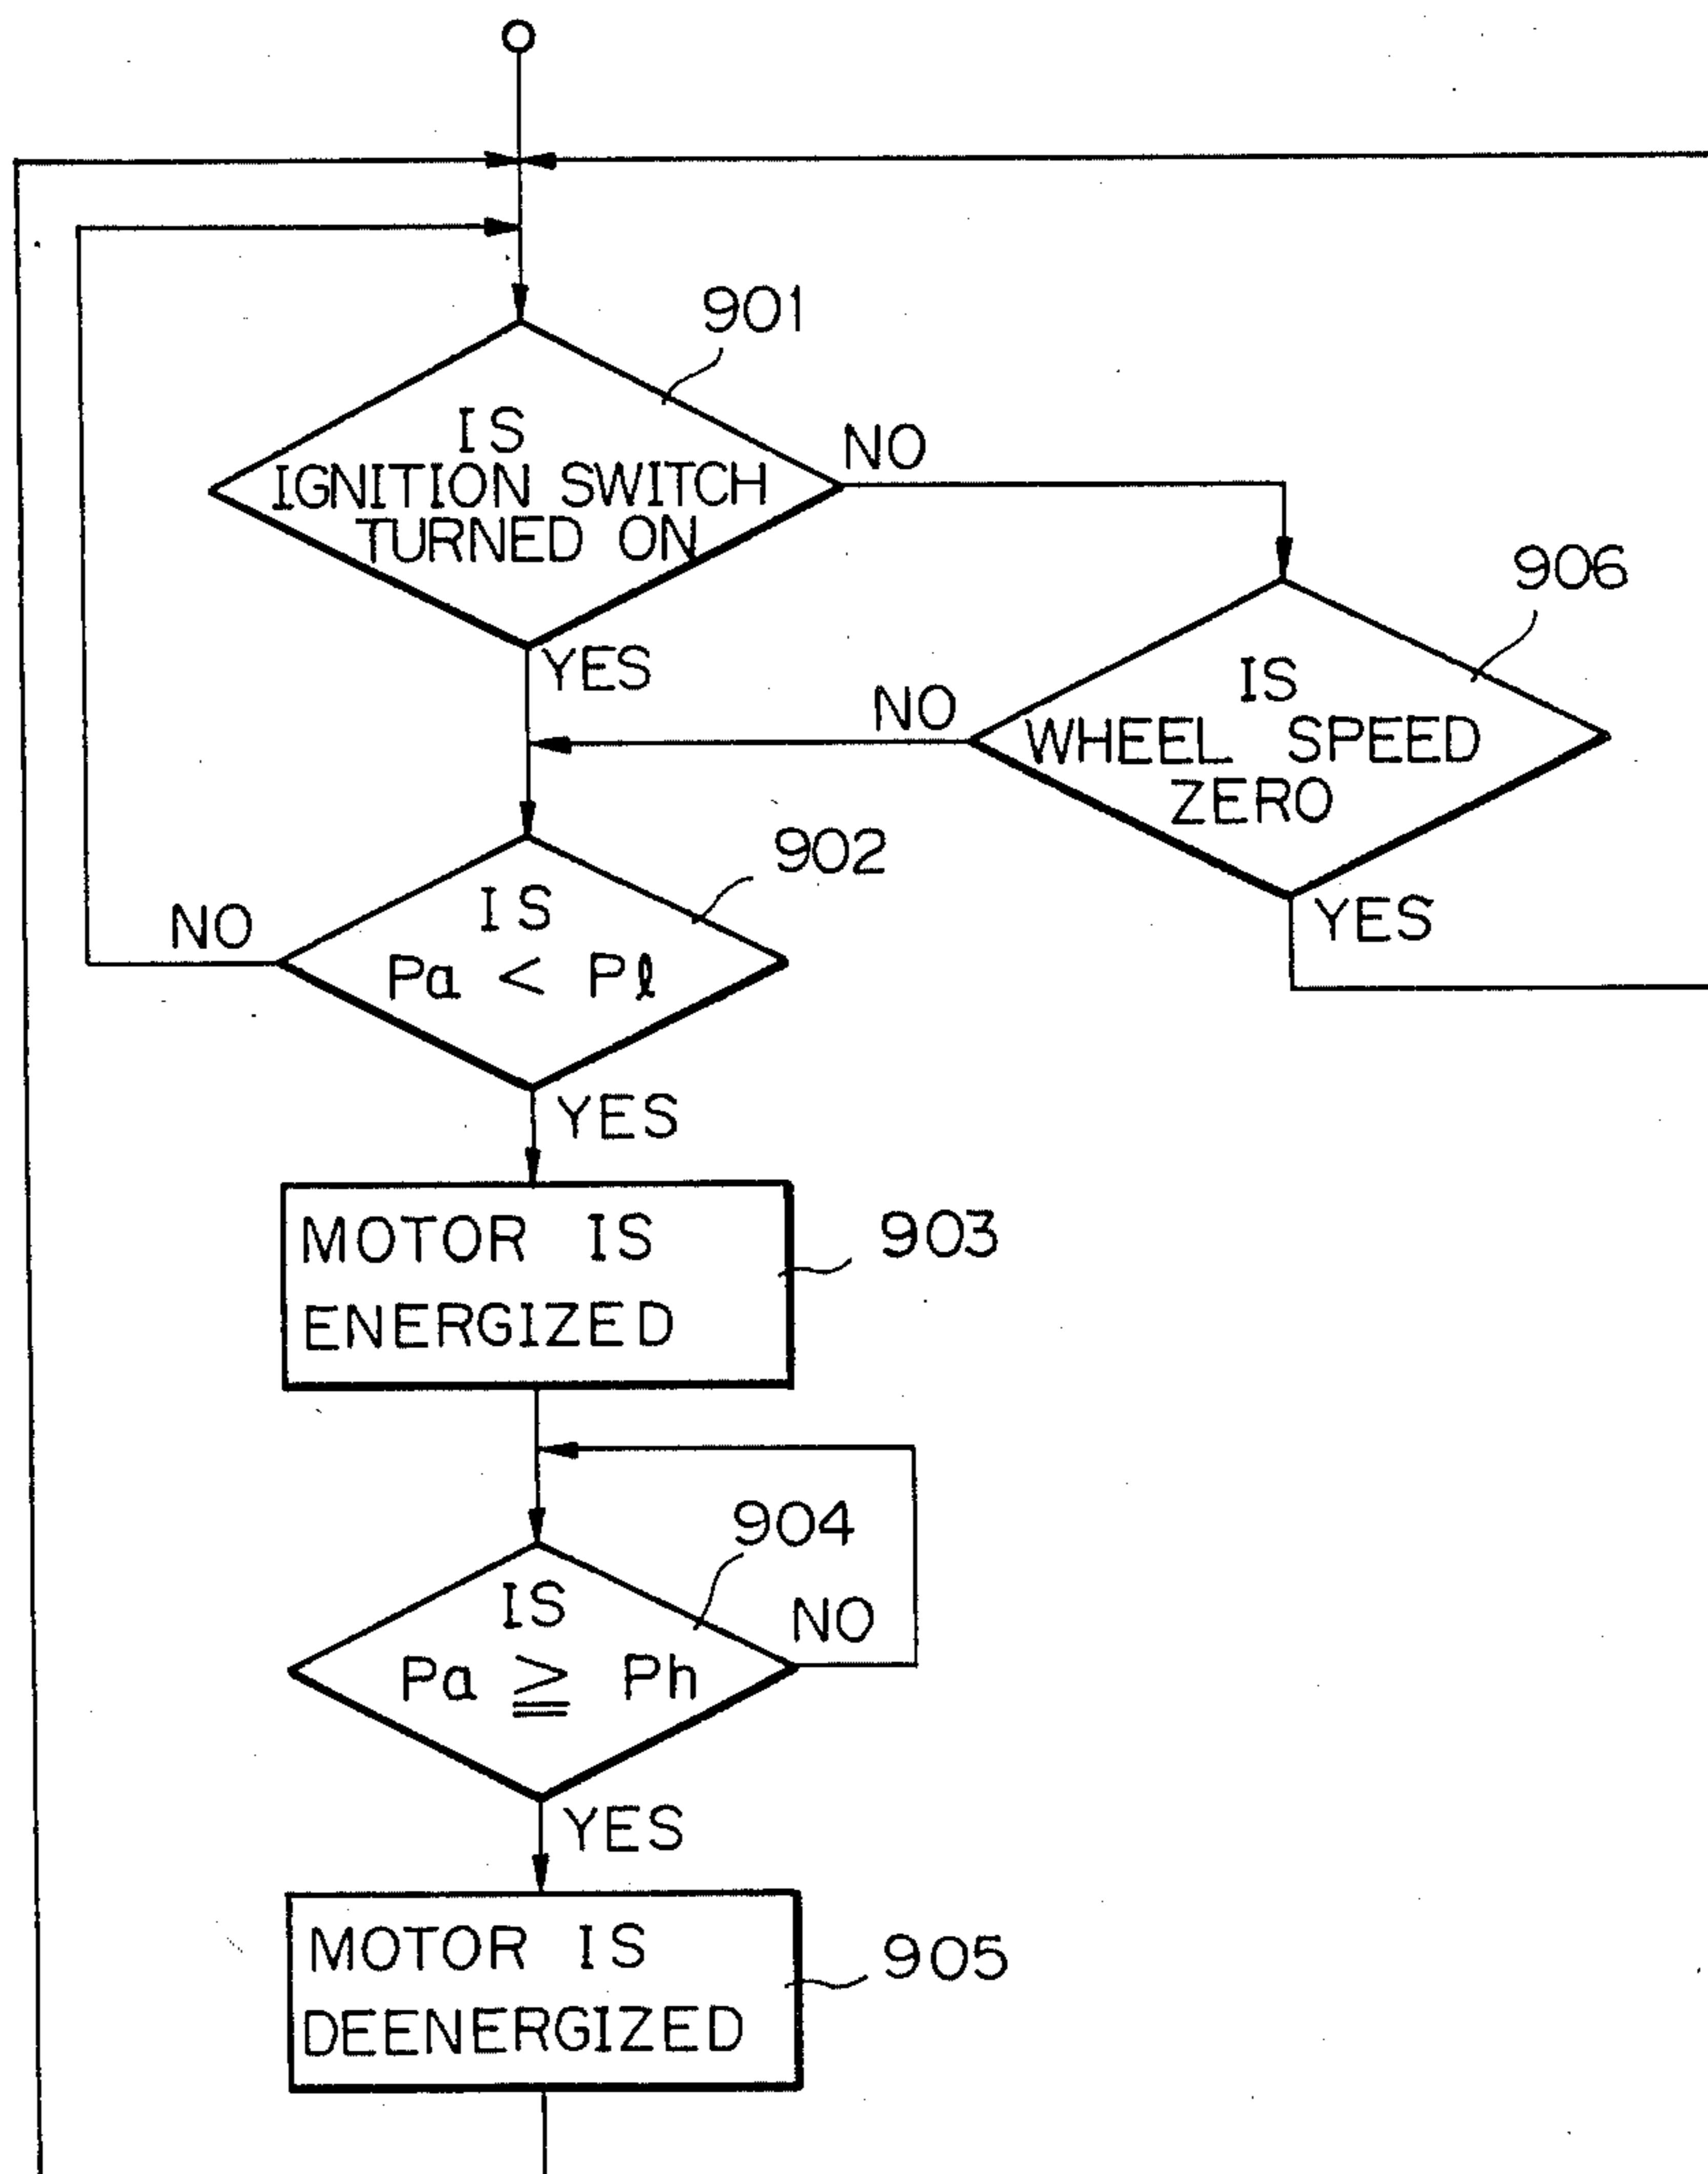 901
IS
IGNITION SWITCH
TURNED ON
NO
YES
906
IS
WHEEL SPEED
ZERO
NO
YES
902
IS
Pa < Pl
NO
YES
MOTOR IS
ENERGIZED
903
904
IS
Pa ≧ Ph
NO
YES
MOTOR IS
DEENERGIZED
905